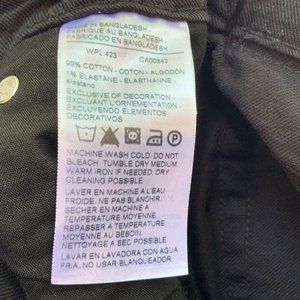 MADE IN BANGLADESH -
FABRIQUÉ AU BANGLADESH -
FABRICADO EN BANGLADESH
WPL 423 CA00342
99% COTTON - COTON - ALGODÓN
1% ELASTANE - ELASTHANNE -
elastano
EXCLUSIVE OF DECORATION -
EXCLUANT L'ORNEMENTATION -
EXCLUYENDO ELEMENTOS
DECORATIVOS
MACHINE WASH COLD. DO NOT
BLEACH. TUMBLE DRY MEDIUM.
WARM IRON IF NEEDED. DRY
CLEANING POSSIBLE
LAVER EN MACHINE A L'EAU
FROIDE. NE PAS BLANCHIR.
SECHER EN MACHINE A
TEMPERATURE MOYENNE
REPASSER A TEMPERATURE
MOYENNE AU BESOIN.
NETTOYAGE A SEC POSSIBLE.
LAVAR EN LAVADORA CON AGUA
FRIA. NO USAR BLANQUEADOR.